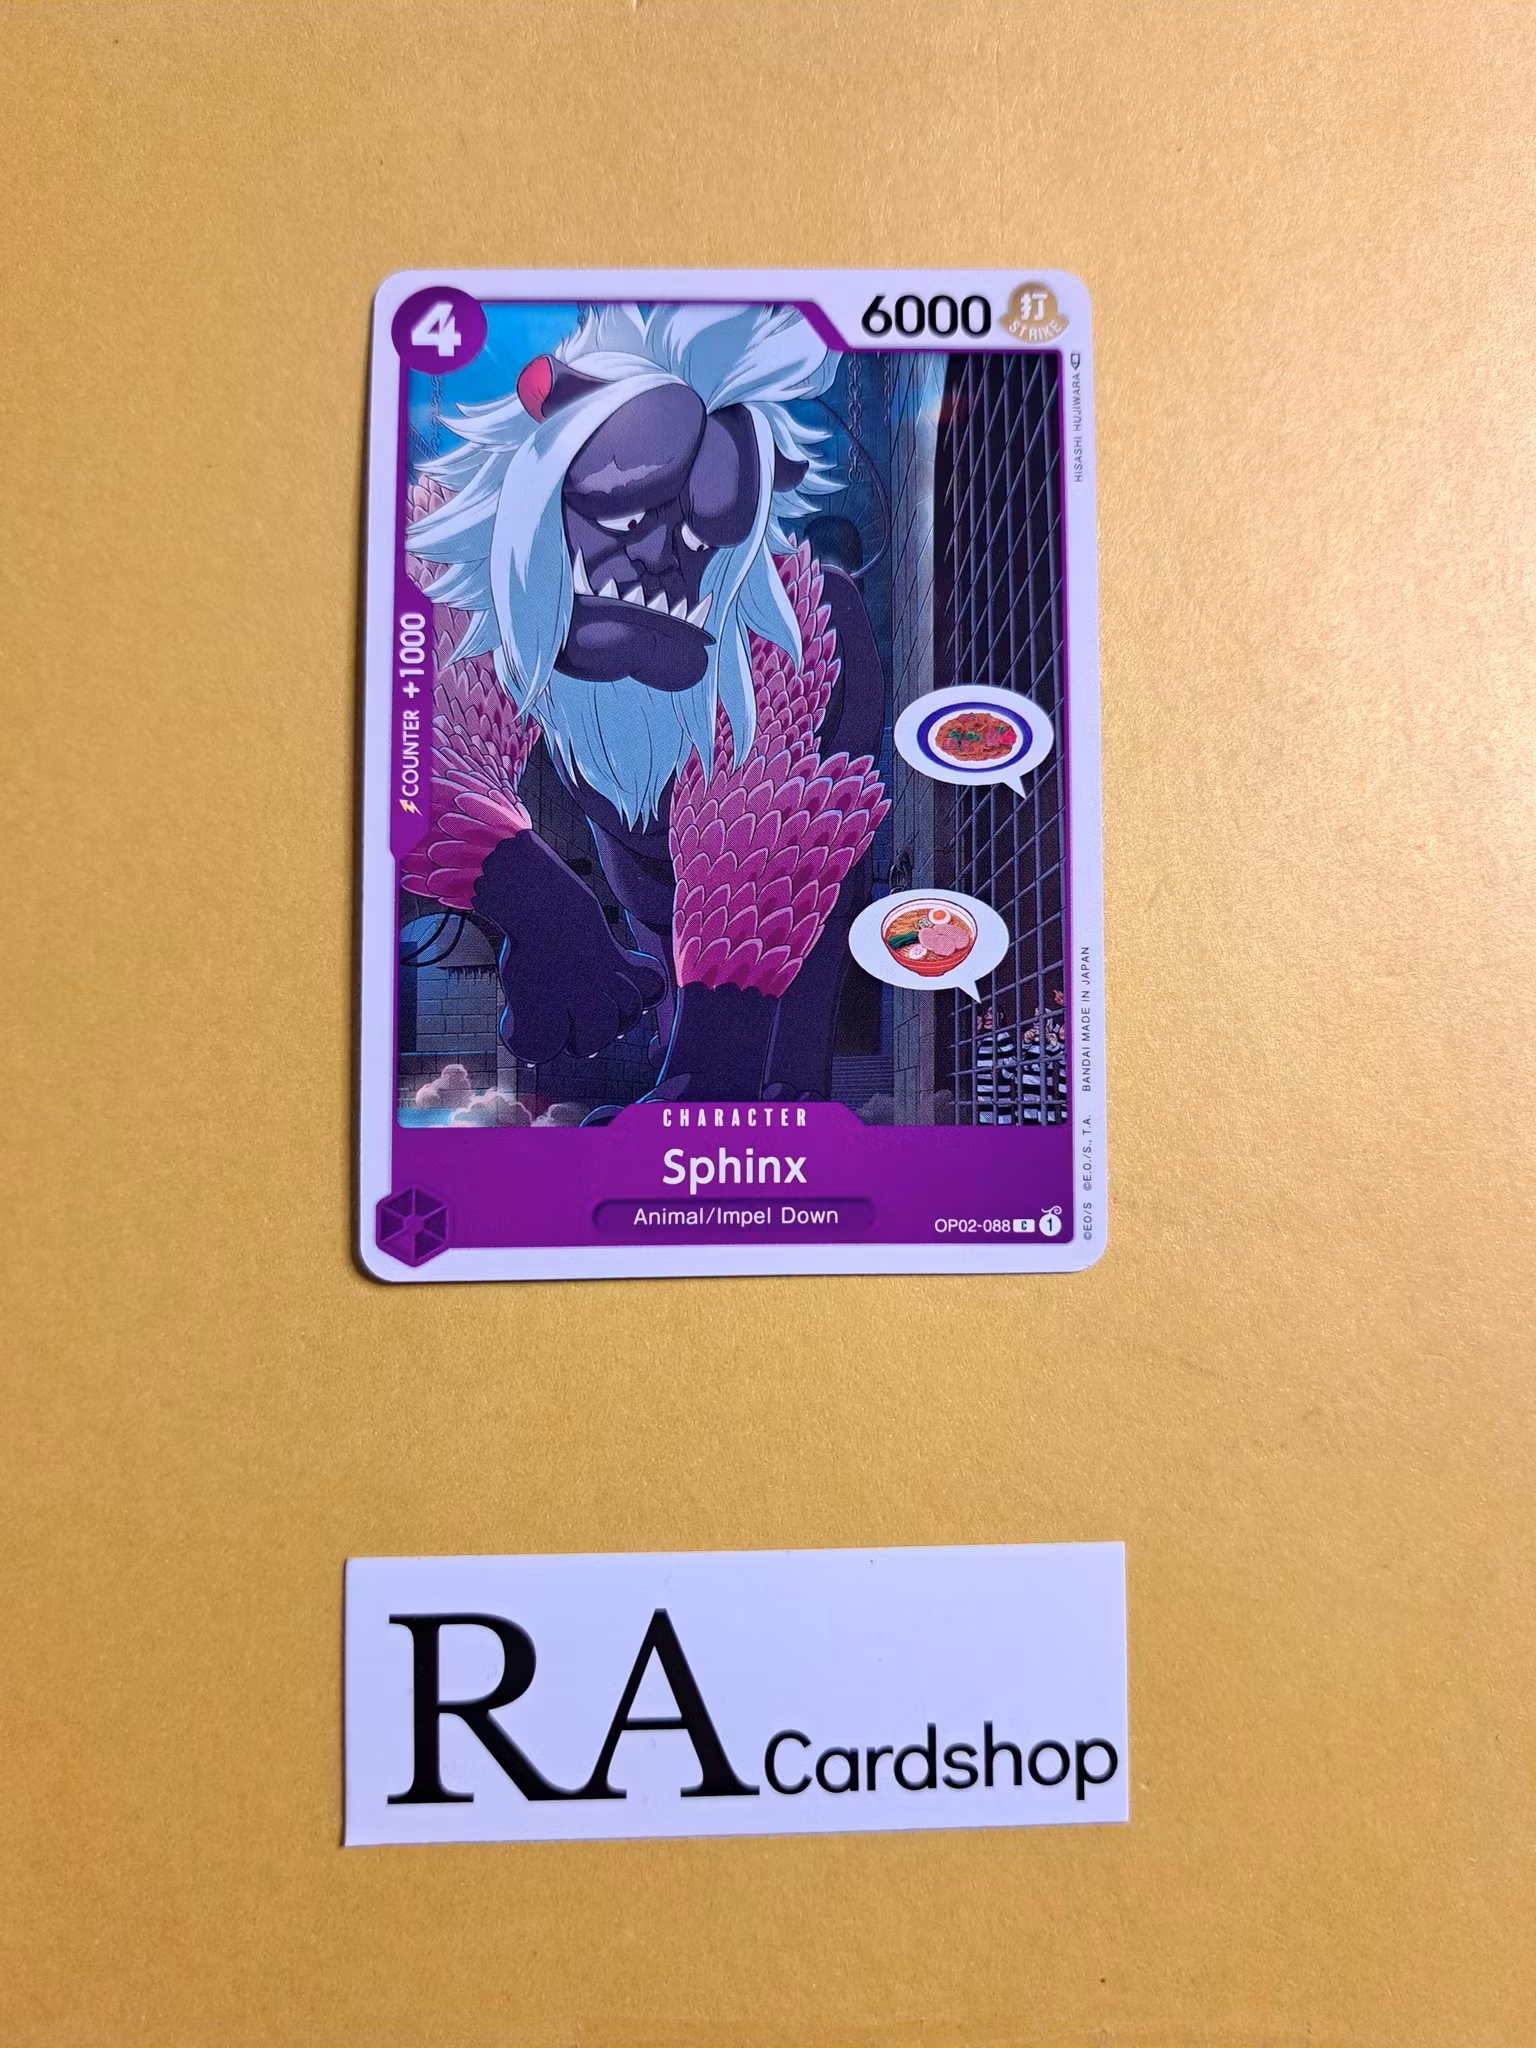 4
6000
打
STRIKE
HISASHI HUJIWARA
COUNTER +1000
CHARACTER
Sphinx
Animal/Impel Down
OP02-088 C 1
©EO/S ©E.O./S., T.A. BANDAI MADE IN JAPAN
RA Cardshop